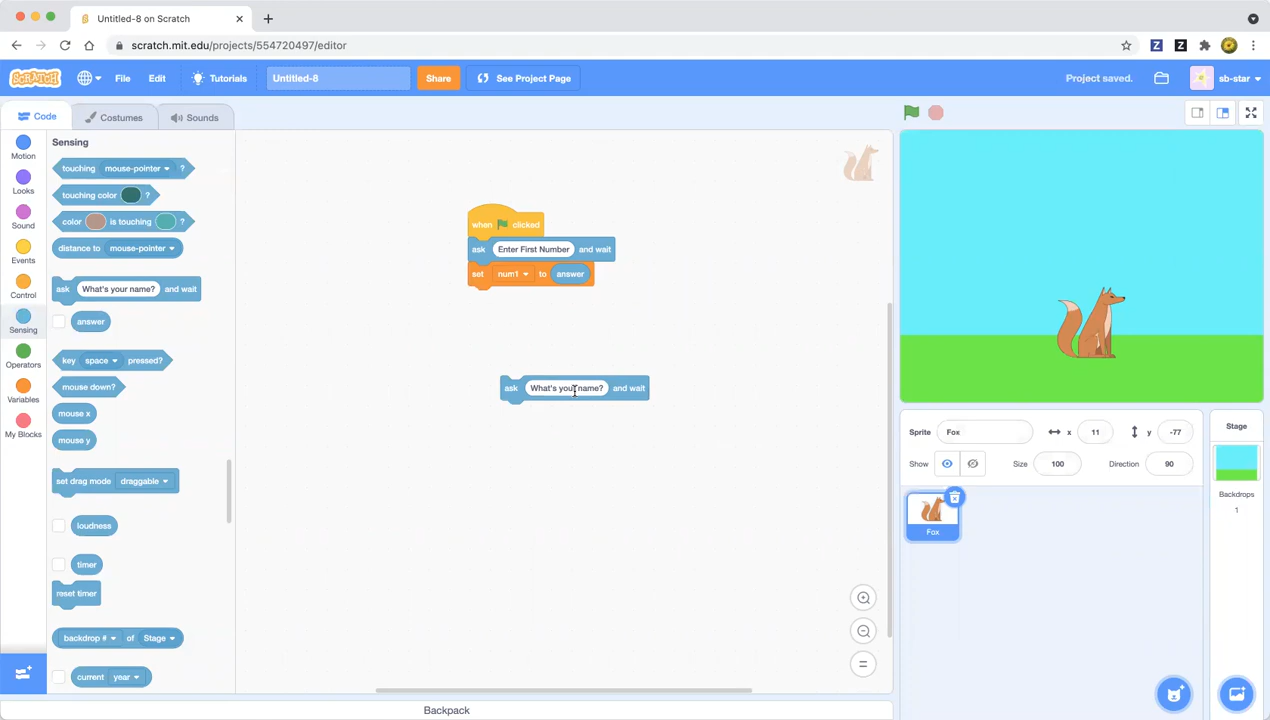 Untitled-8 on Scratch
scratch.mit.edu/projects/554720497/editor
SCRATCH File Edit Tutorials Untitled-8 Share See Project Page Project saved. sb-star
Code Costumes Sounds
Motion
Looks
Sound
Events
Control
Sensing
Operators
Variables
My Blocks
Sensing
touching mouse-pointer ?
touching color ?
color is touching ?
distance to mouse-pointer
ask What's your name? and wait
answer
key space pressed?
mouse down?
mouse x
mouse y
set drag mode draggable
loudness
timer
reset timer
backdrop # of Stage
current year
when clicked
ask Enter First Number and wait
set num1 to answer
ask What's your name? and wait
Backpack
Sprite Fox x 11 y -77
Show Size 100 Direction 90
Fox
Stage
Backdrops
1